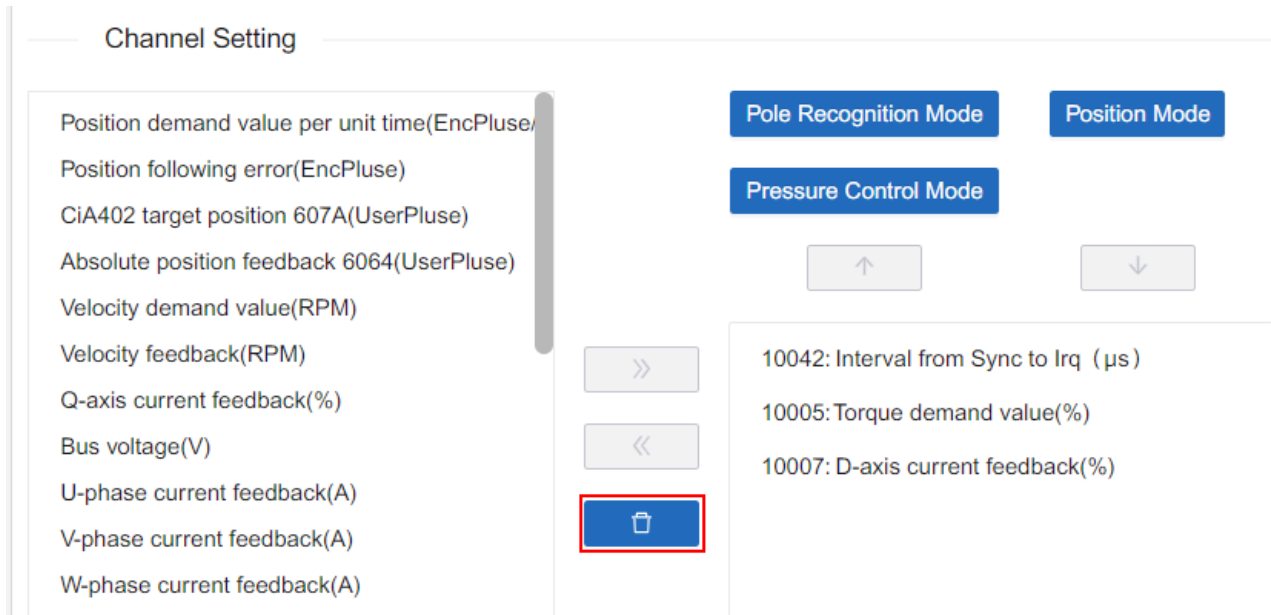 Channel Setting
Position demand value per unit time(EncPluse/
Position following error(EncPluse)
CiA402 target position 607A(UserPluse)
Absolute position feedback 6064(UserPluse)
Velocity demand value(RPM)
Velocity feedback(RPM)
Q-axis current feedback(%)
Bus voltage(V)
U-phase current feedback(A)
V-phase current feedback(A)
W-phase current feedback(A)
Pole Recognition Mode
Position Mode
Pressure Control Mode
10042: Interval from Sync to Irq（μs）
10005: Torque demand value(%)
10007: D-axis current feedback(%)